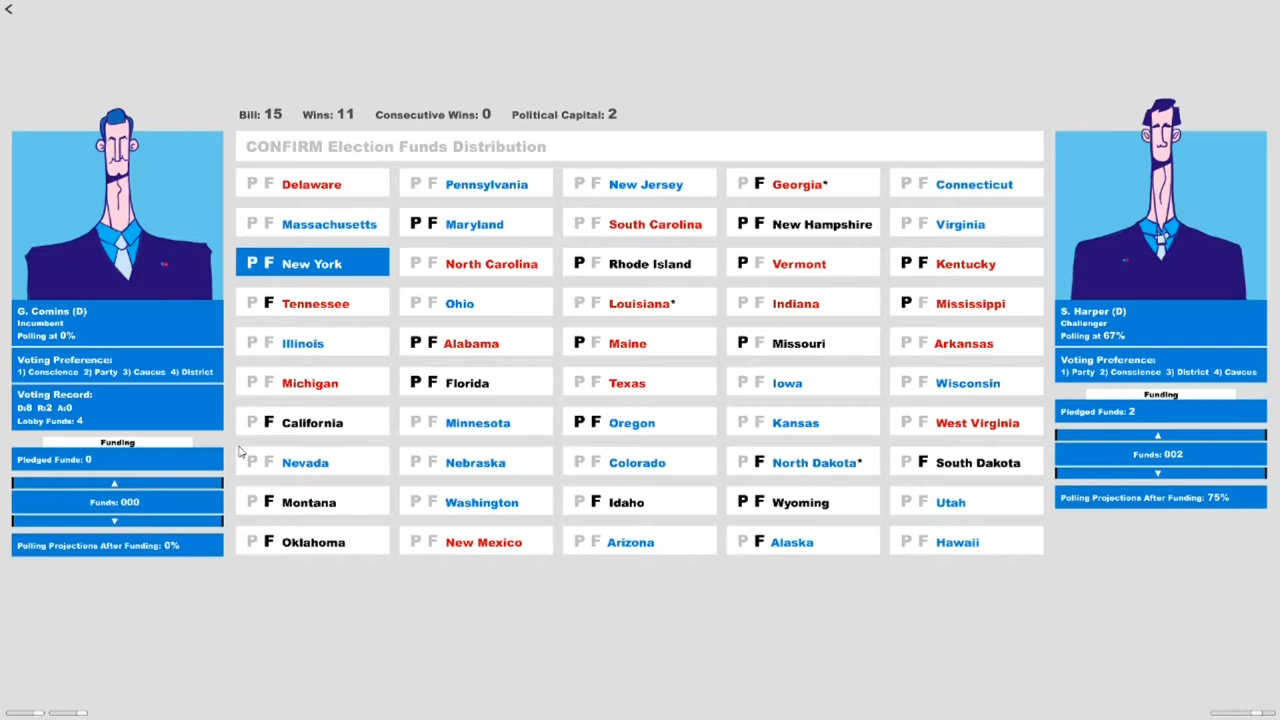 <
Bill: 15 Wins: 11 Consecutive Wins: 0 Political Capital: 2
CONFIRM Election Funds Distribution
P F Delaware P F Pennsylvania P F New Jersey P F Georgia* P F Connecticut
P F Massachusetts P F Maryland P F South Carolina P F New Hampshire P F Virginia
P F New York P F North Carolina P F Rhode Island P F Vermont P F Kentucky
P F Tennessee P F Ohio P F Louisiana* P F Indiana P F Mississippi
P F Illinois P F Alabama P F Maine P F Missouri P F Arkansas
P F Michigan P F Florida P F Texas P F Iowa P F Wisconsin
P F California P F Minnesota P F Oregon P F Kansas P F West Virginia
P F Nevada P F Nebraska P F Colorado P F North Dakota* P F South Dakota
P F Montana P F Washington P F Idaho P F Wyoming P F Utah
P F Oklahoma P F New Mexico P F Arizona P F Alaska P F Hawaii
G. Comins (D)
Incumbent
Polling at 0%
Voting Preference:
1) Conscience 2) Party 3) Caucus 4) District
Voting Record:
D:8 R:2 A:0
Lobby Funds: 4
Funding
Pledged Funds: 0
Funds: 000
Polling Projections After Funding: 0%
S. Harper (D)
Challenger
Polling at 67%
Voting Preference:
1) Party 2) Conscience 3) District 4) Caucus
Funding
Pledged Funds: 2
Funds: 002
Polling Projections After Funding: 75%